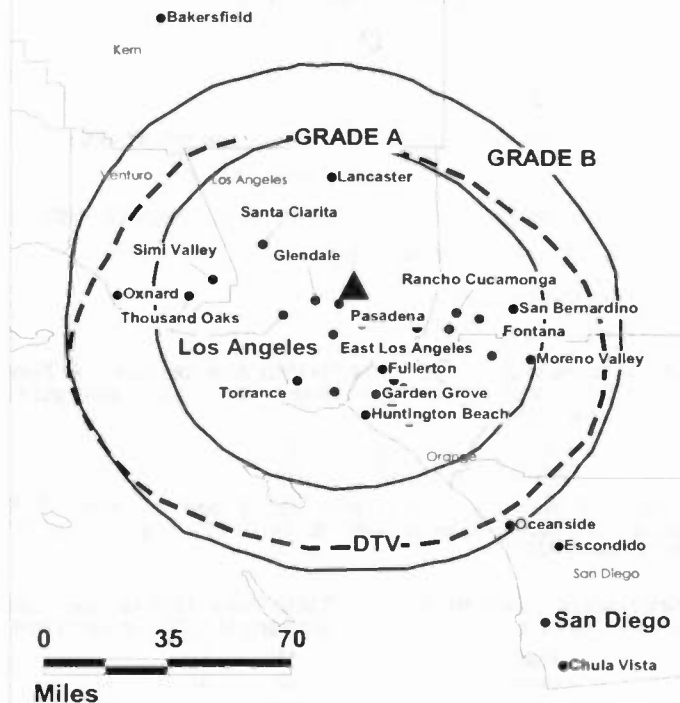 Bakersfield
Kern
GRADE A
GRADE B
Venturo
Los Angeles
Lancaster
Santa Clarita
Simi Valley
Glendale
Rancho Cucamonga
Oxnard
San Bernardino
Thousand Oaks
Pasadena
Fontana
Los Angeles
East Los Angeles
Moreno Valley
Fullerton
Torrance
Garden Grove
Huntington Beach
Orange
Oceanside
DTV
Escondido
San Diego
San Diego
0 35 70
Chula Vista
Miles